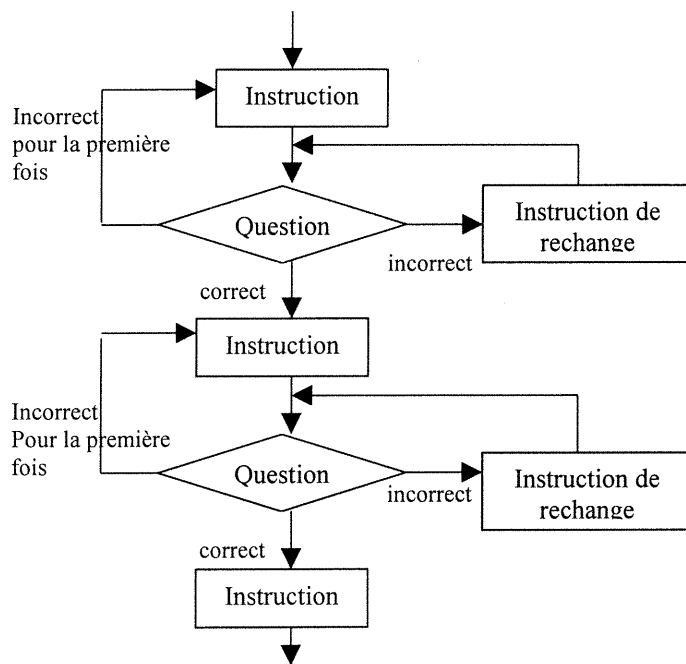 Instruction
Incorrect
pour la première
fois
Question
Instruction de
rechange
incorrect
correct
Instruction
Incorrect
Pour la première
fois
Question
Instruction de
rechange
incorrect
correct
Instruction